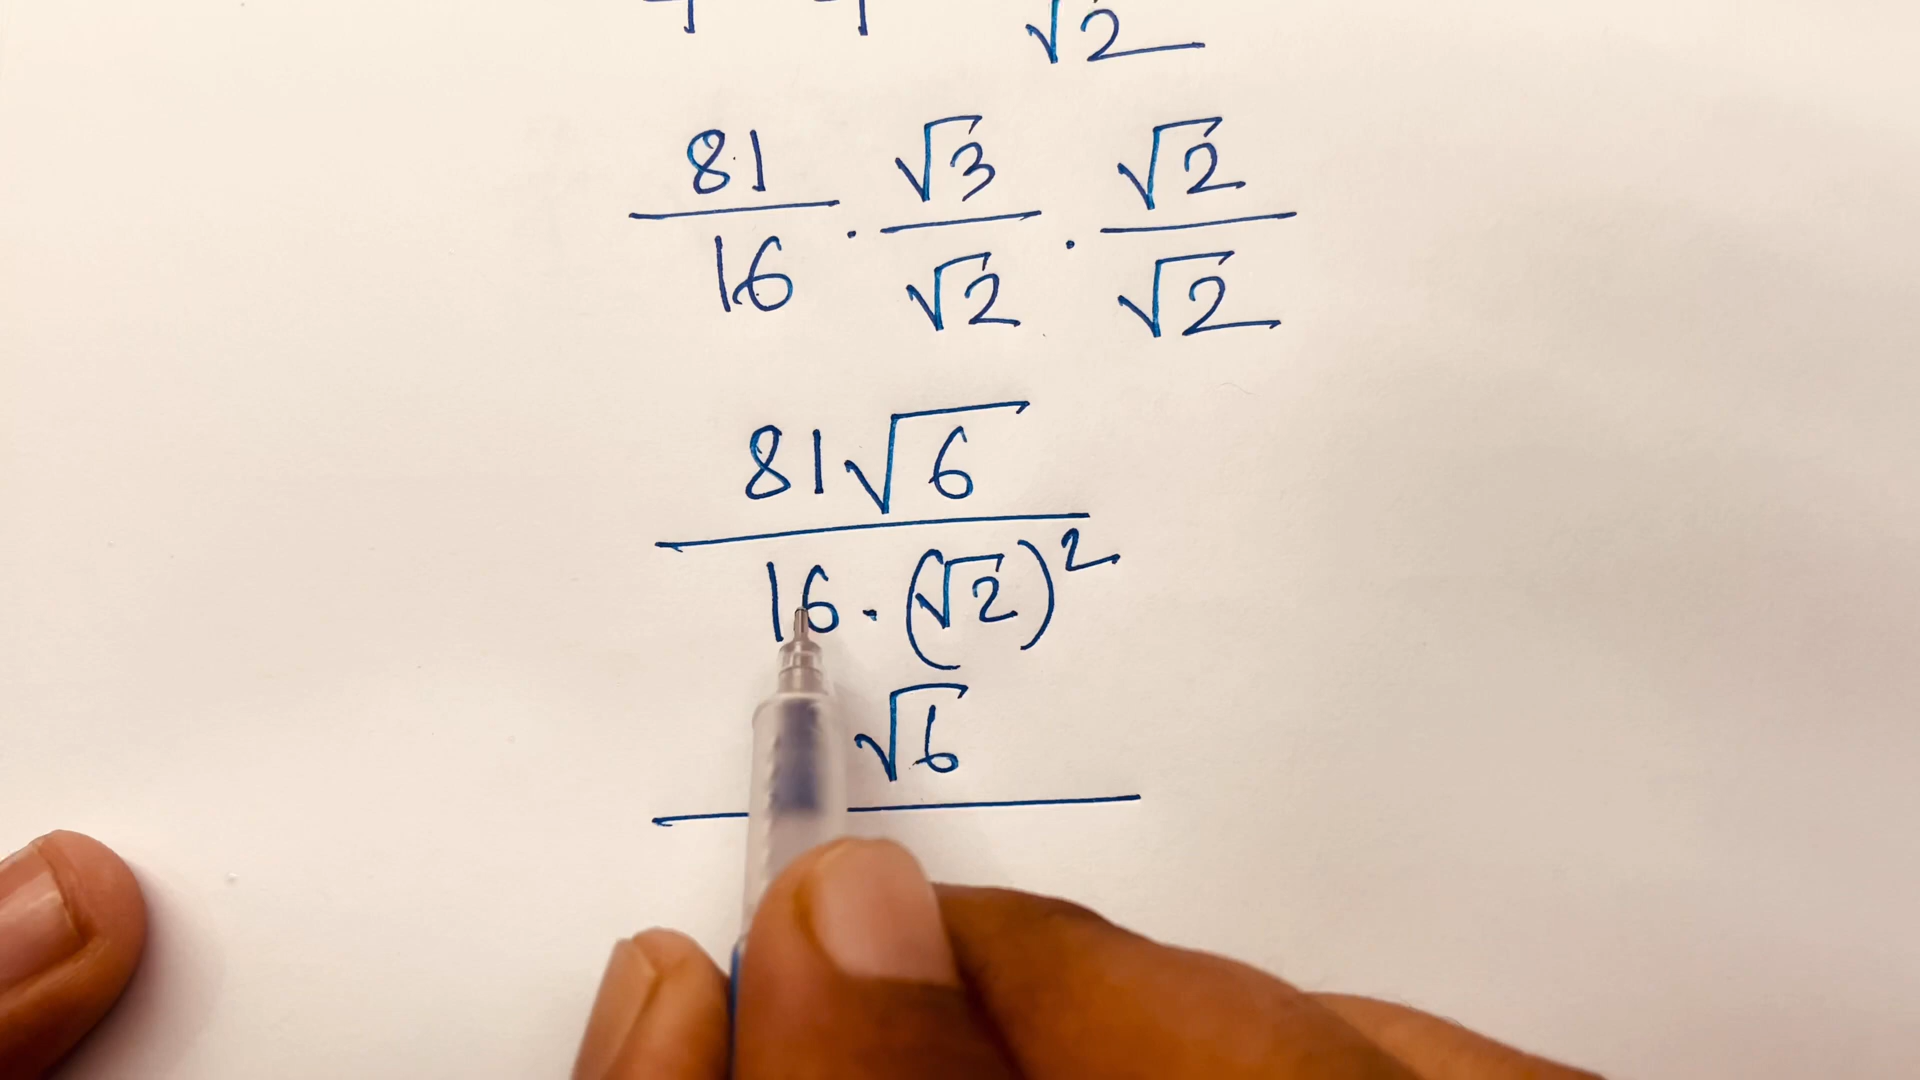 √2
81/16 · √3/√2 · √2/√2
81√6
16 · (√2)²
√6